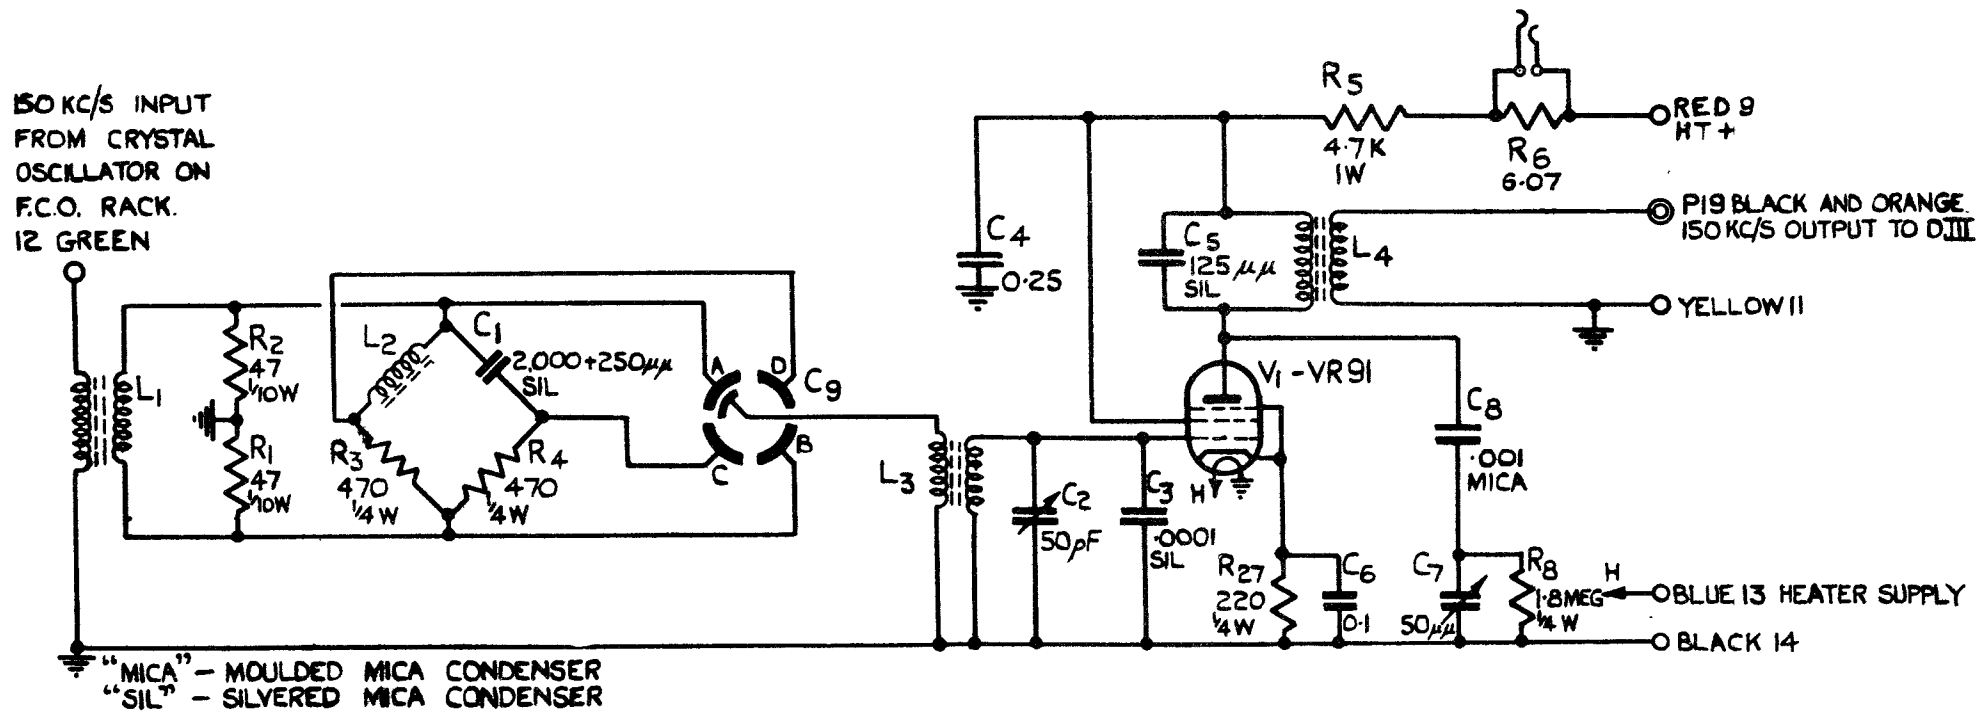 150 KC/S INPUT
FROM CRYSTAL
OSCILLATOR ON
F.C.O. RACK.
12 GREEN
L1
R2
47
1/10W
R1
47
1/10W
L2
C1
2,000+250µµ
SIL
R3
470
1/4W
R4
470
1/4W
A
D
C9
C
B
L3
C4
0.25
R5
4.7K
1W
R6
6.07
RED 9
HT+
P19 BLACK AND ORANGE.
150 KC/S OUTPUT TO D.III
C5
125µµ
SIL
L4
YELLOW 11
V1-VR91
H
C2
50pF
C3
.0001
SIL
R27
220
1/4W
C6
0.1
C8
.001
MICA
C7
50µµ
R8
1.8 MEG
1/4W
H
BLUE 13 HEATER SUPPLY
BLACK 14
"MICA" - MOULDED MICA CONDENSER
"SIL" - SILVERED MICA CONDENSER